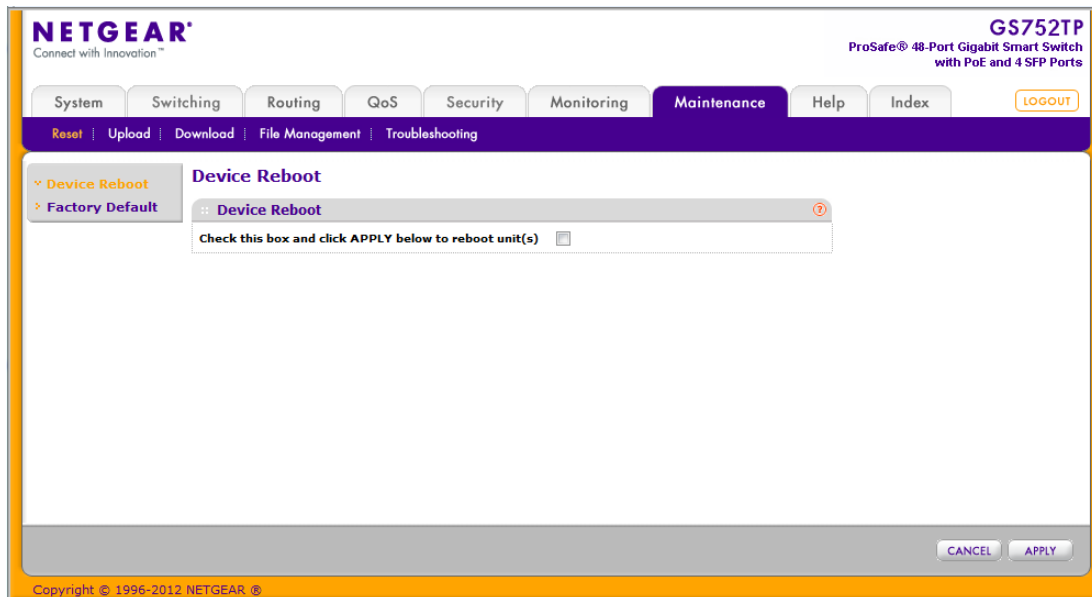 NETGEAR®
Connect with Innovation™
GS752TP
ProSafe® 48-Port Gigabit Smart Switch
with PoE and 4 SFP Ports
System Switching Routing QoS Security Monitoring Maintenance Help Index LOGOUT
Reset | Upload | Download | File Management | Troubleshooting
Device Reboot
Factory Default
Device Reboot
Device Reboot ?
Check this box and click APPLY below to reboot unit(s)
CANCEL APPLY
Copyright © 1996-2012 NETGEAR ®